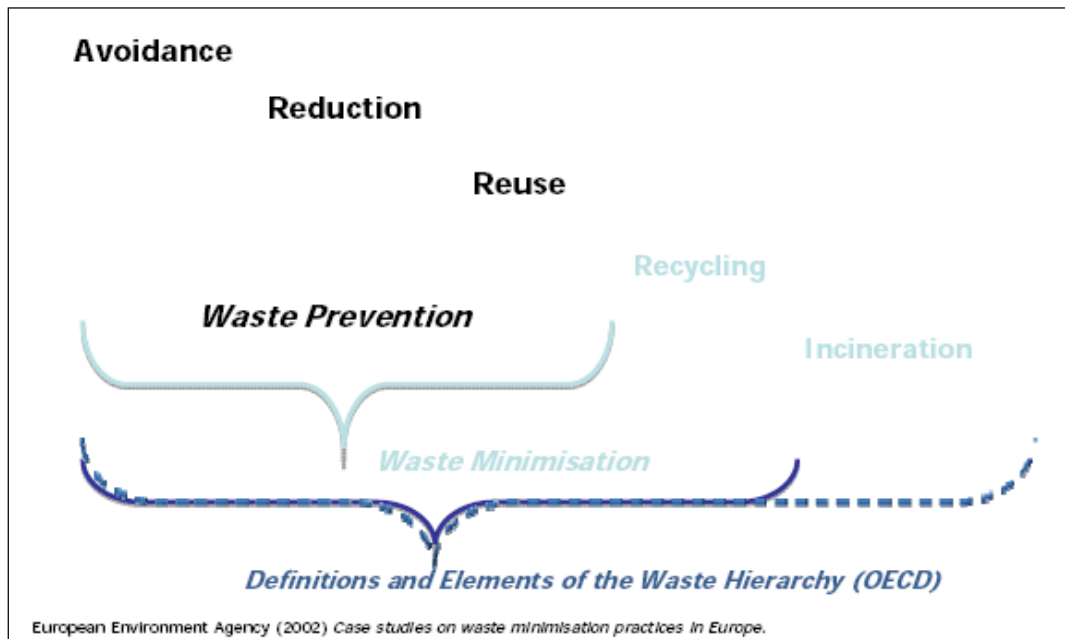 Avoidance
Reduction
Reuse
Recycling
Waste Prevention
Incineration
Waste Minimisation
Definitions and Elements of the Waste Hierarchy (OECD)
European Environment Agency (2002) Case studies on waste minimisation practices in Europe.